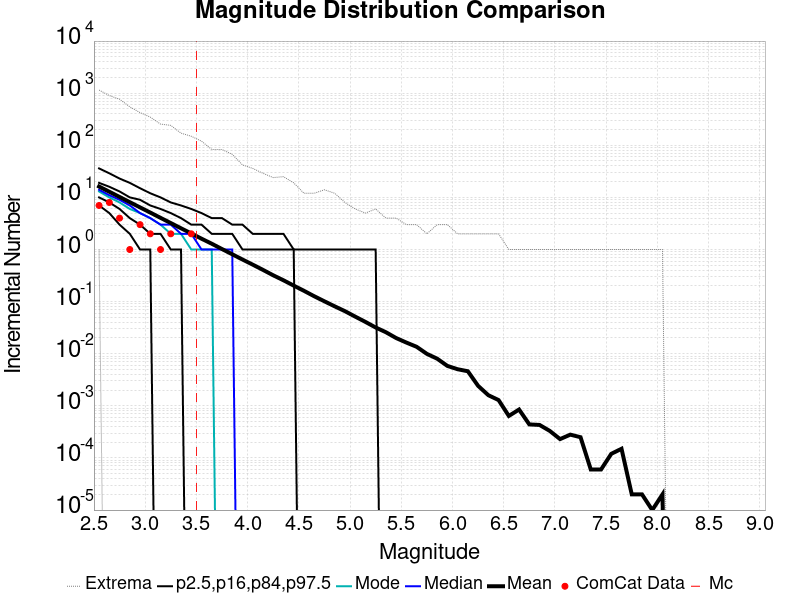 Magnitude Distribution Comparison
10 4
10 3
10 2
10 1
10 0
10 -1
10 -2
10 -3
10 -4
10 -5
Incremental Number
2.5 3.0 3.5 4.0 4.5 5.0 5.5 6.0 6.5 7.0 7.5 8.0 8.5 9.0
Magnitude
Extrema p2.5,p16,p84,p97.5 Mode Median Mean ComCat Data Mc